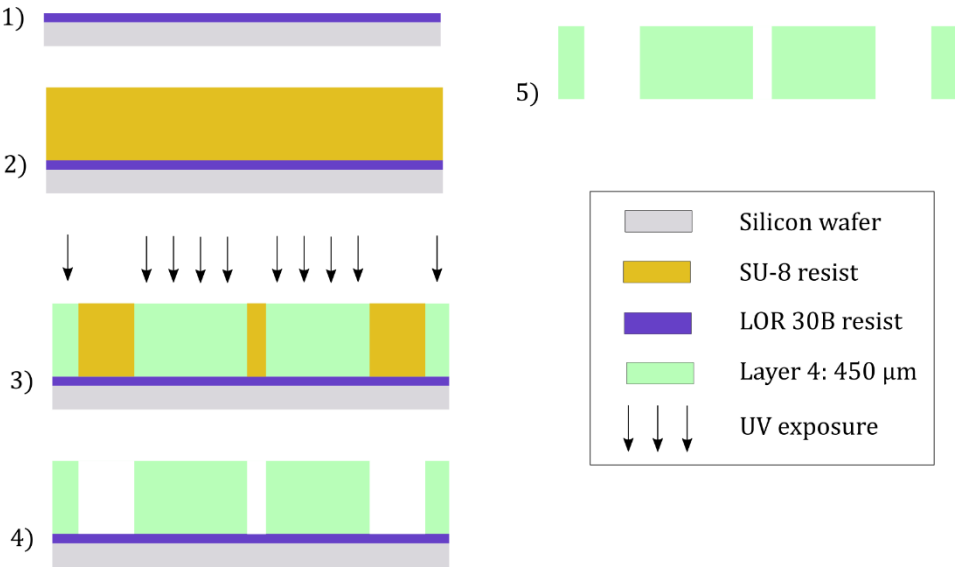 1)
2)
3)
4)
5)
Silicon wafer
SU-8 resist
LOR 30B resist
Layer 4: 450 μm
UV exposure